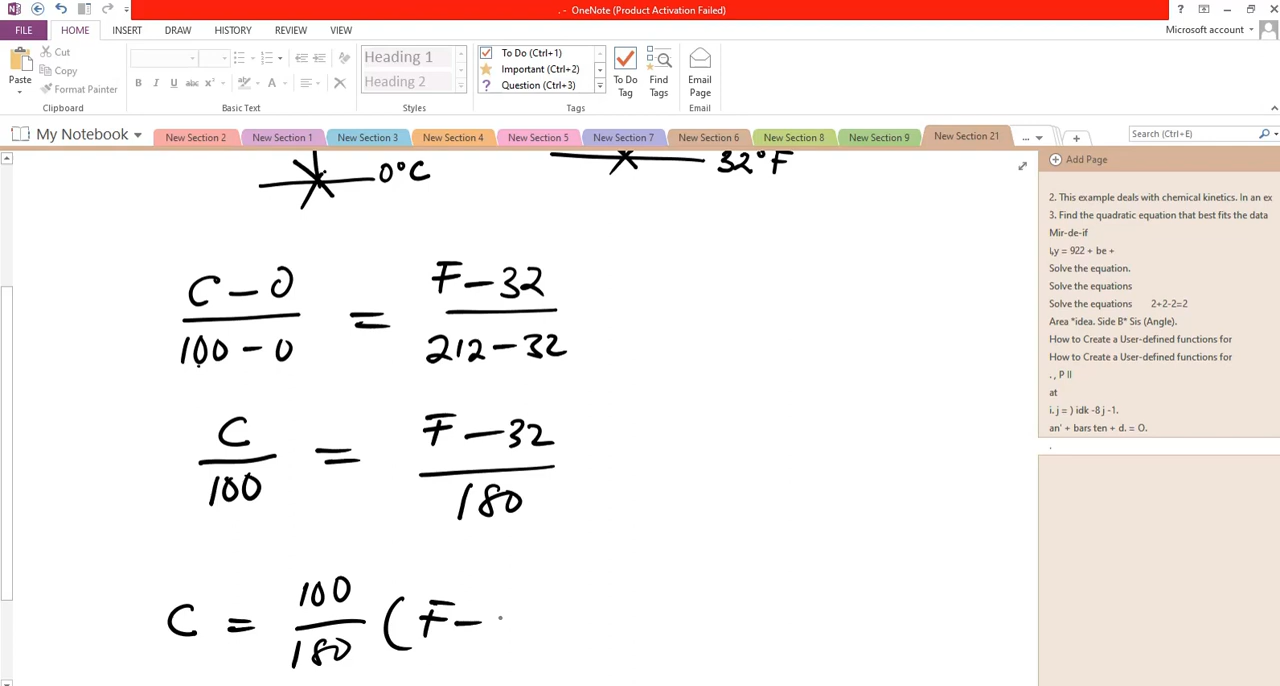 . - OneNote (Product Activation Failed)
FILE HOME INSERT DRAW HISTORY REVIEW VIEW
Microsoft account
Paste
Cut
Copy
Format Painter
Clipboard
B I U abc x² ab A
Basic Text
Heading 1
Heading 2
Styles
To Do (Ctrl+1)
Important (Ctrl+2)
Question (Ctrl+3)
To Do Tag
Find Tags
Tags
Email Page
Email
My Notebook New Section 2 New Section 1 New Section 3 New Section 4 New Section 5 New Section 7 New Section 6 New Section 8 New Section 9 New Section 21 ...
Search (Ctrl+E)
0°C 32°F
C - 0 / 100 - 0 = F - 32 / 212 - 32
C / 100 = F - 32 / 180
C = 100 / 180 ( F -
Add Page
2. This example deals with chemical kinetics. In an ex
3. Find the quadratic equation that best fits the data
Mir-de-if
l,y = 922 + be +
Solve the equation.
Solve the equations
Solve the equations 2+2-2=2
Area *idea. Side B* Sis (Angle).
How to Create a User-defined functions for
How to Create a User-defined functions for
. , P II
at
i. j = ) idk -8 j -1.
an' + bars ten + d. = O.
.